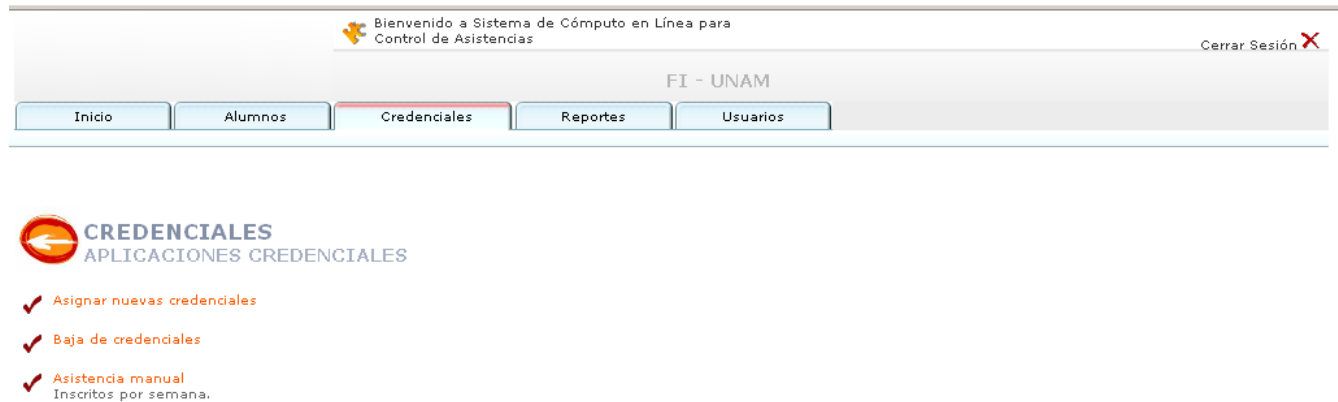 Bienvenido a Sistema de Cómputo en Línea para
Control de Asistencias
Cerrar Sesión
FI - UNAM
Inicio
Alumnos
Credenciales
Reportes
Usuarios
CREDENCIALES
APLICACIONES CREDENCIALES
Asignar nuevas credenciales
Baja de credenciales
Asistencia manual
Inscritos por semana.